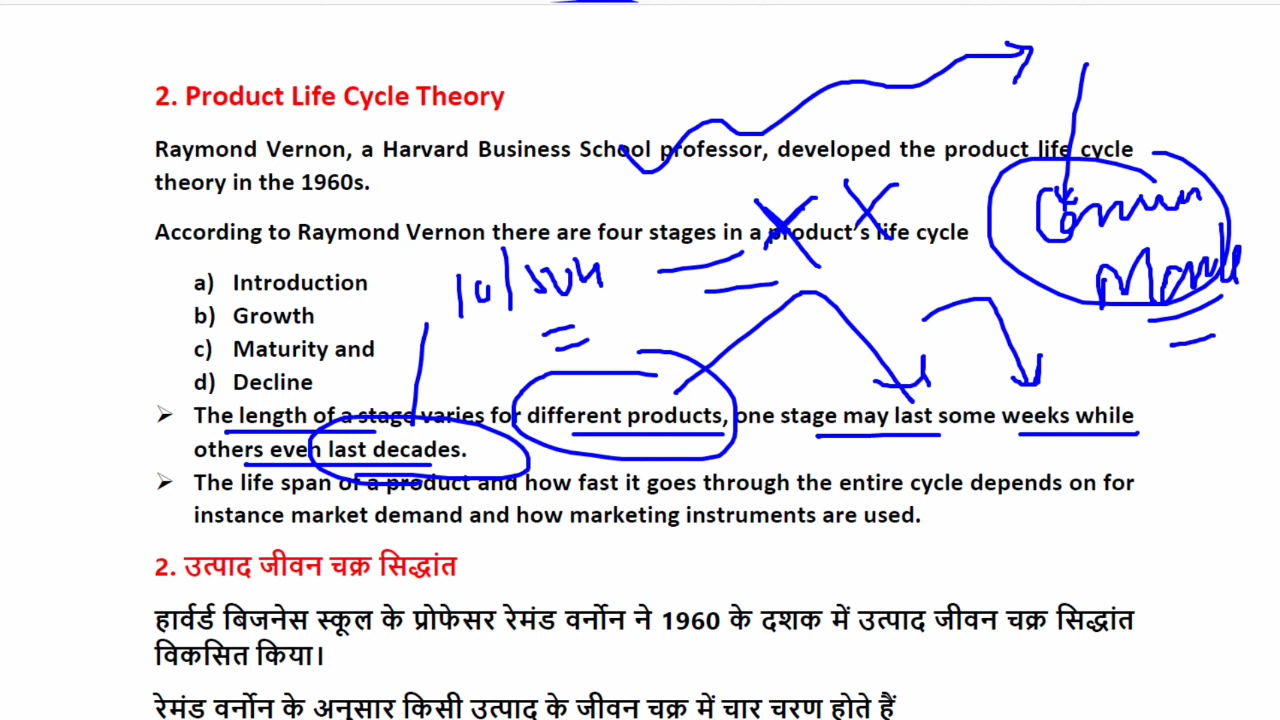 2. Product Life Cycle Theory
Raymond Vernon, a Harvard Business School professor, developed the product life cycle
theory in the 1960s.
According to Raymond Vernon there are four stages in a product's life cycle
a) Introduction
b) Growth
c) Maturity and
d) Decline
➢ The length of a stage varies for different products, one stage may last some weeks while
others even last decades.
➢ The life span of a product and how fast it goes through the entire cycle depends on for
instance market demand and how marketing instruments are used.
2. उत्पाद जीवन चक्र सिद्धांत
हार्वर्ड बिजनेस स्कूल के प्रोफेसर रेमंड वर्नोन ने 1960 के दशक में उत्पाद जीवन चक्र सिद्धांत
विकसित किया।
रेमंड वर्नोन के अनुसार किसी उत्पाद के जीवन चक्र में चार चरण होते हैं